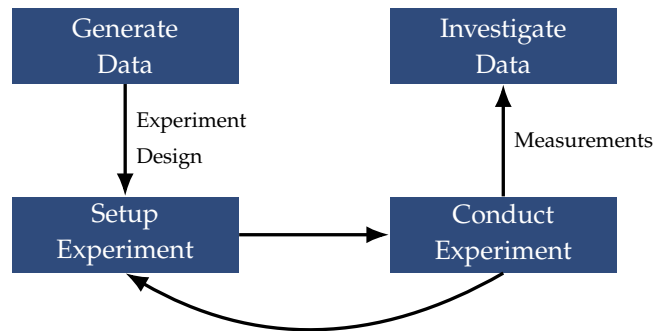 Generate
Data
Investigate
Data
Experiment
Design
Measurements
Setup
Experiment
Conduct
Experiment